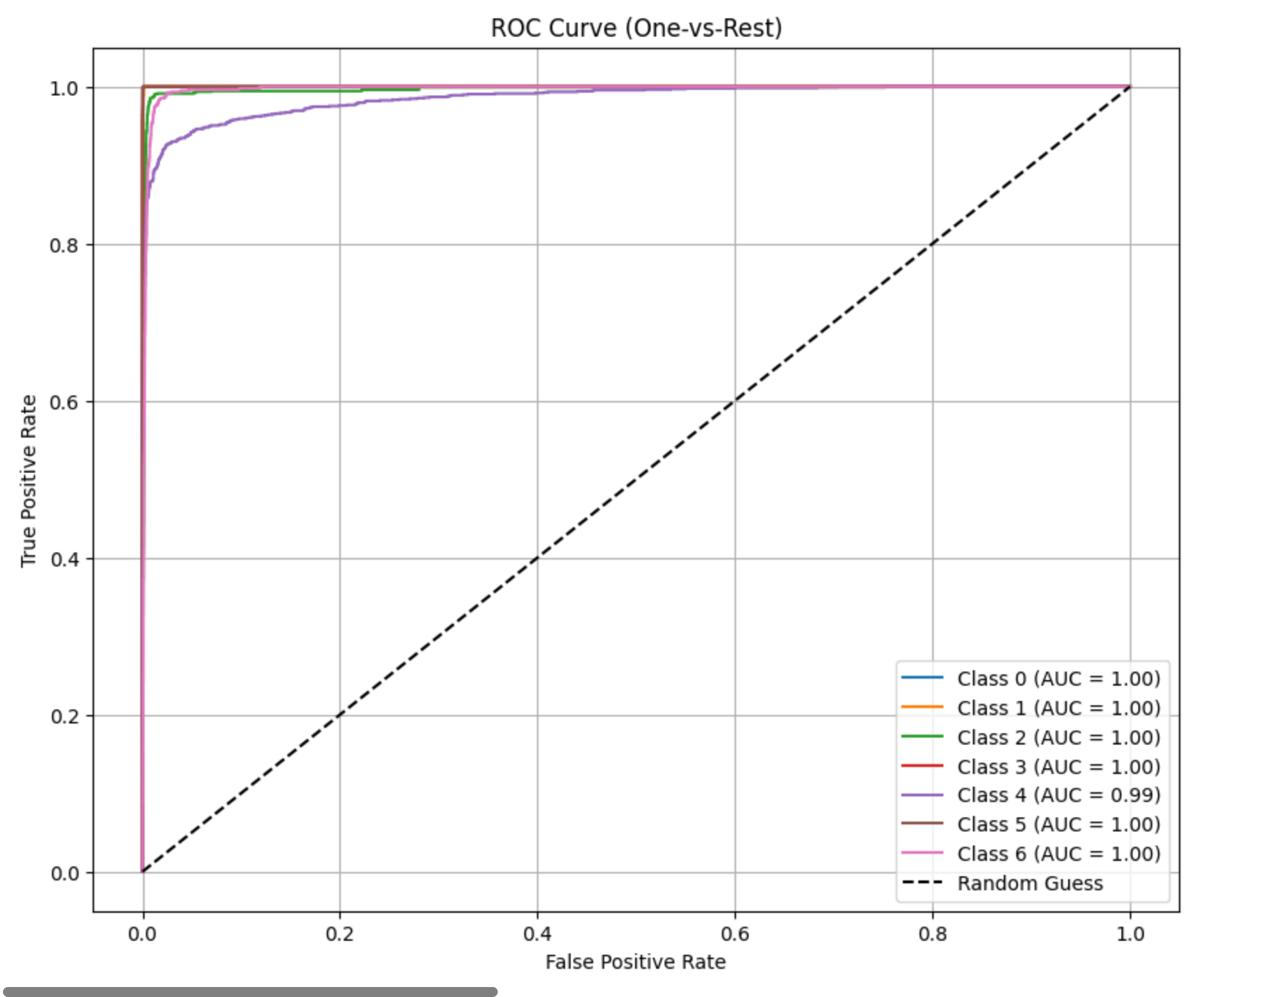 ROC Curve (One-vs-Rest)
True Positive Rate
1.0
0.8
0.6
0.4
0.2
0.0
Class 0 (AUC = 1.00)
Class 1 (AUC = 1.00)
Class 2 (AUC = 1.00)
Class 3 (AUC = 1.00)
Class 4 (AUC = 0.99)
Class 5 (AUC = 1.00)
Class 6 (AUC = 1.00)
Random Guess
0.0 0.2 0.4 0.6 0.8 1.0
False Positive Rate